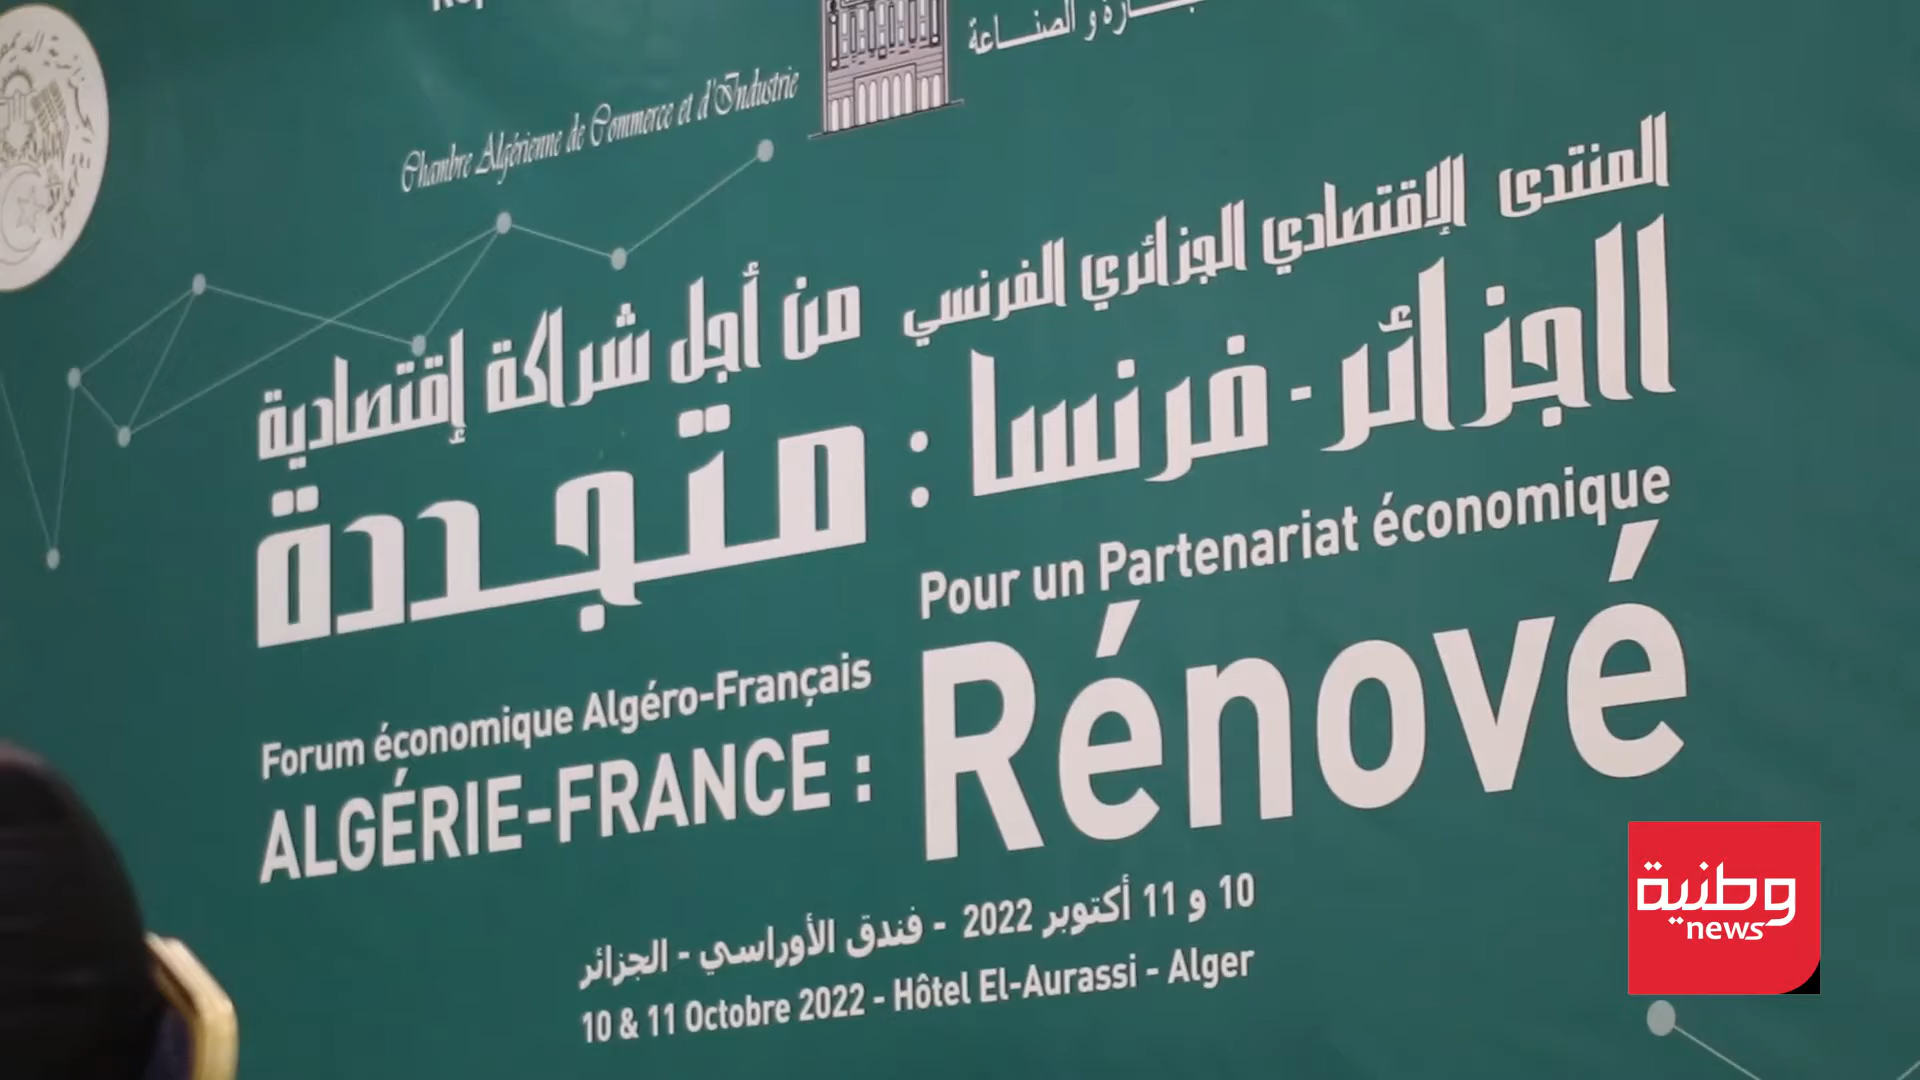 Chambre Algérienne de Commerce et d'Industrie
ـارة و الصنـــاعة
المنتدى الإقتصادي الجزائري الفرنسي
الجزائر - فرنسا :
من أجل شراكة إقتصادية
متجددة
Forum économique Algéro-Français
ALGÉRIE-FRANCE :
Pour un Partenariat économique
Rénové
10 و 11 أكتوبر 2022 - فندق الأوراسي - الجزائر
10 & 11 Octobre 2022 - Hôtel El-Aurassi - Alger
وطنية
news